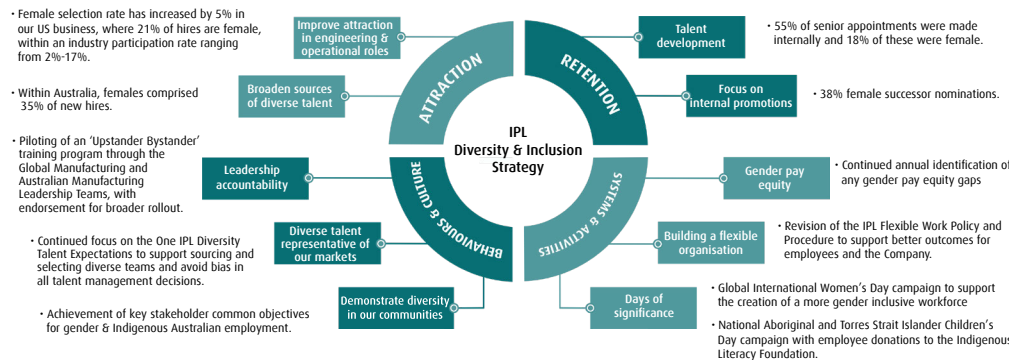 • Female selection rate has increased by 5% in
our US business, where 21% of hires are female,
within an industry participation rate ranging
from 2%-17%.
• Within Australia, females comprised
35% of new hires.
• Piloting of an ‘Upstander Bystander’
training program through the
Global Manufacturing and
Australian Manufacturing
Leadership Teams, with
endorsement for broader rollout.
• Continued focus on the One IPL Diversity
Talent Expectations to support sourcing and
selecting diverse teams and avoid bias in
all talent management decisions.
• Achievement of key stakeholder common objectives
for gender & Indigenous Australian employment.
Improve attraction
in engineering &
operational roles
Broaden sources
of diverse talent
Leadership
accountability
Diverse talent
representative of
our markets
Demonstrate diversity
in our communities
ATTRACTION
RETENTION
IPL
Diversity & Inclusion
Strategy
BEHAVIOURS & CULTURE
SYSTEMS & ACTIVITIES
Talent
development
Focus on
internal promotions
Gender pay
equity
Building a flexible
organisation
Days of
significance
• 55% of senior appointments were made
internally and 18% of these were female.
• 38% female successor nominations.
• Continued annual identification of
any gender pay equity gaps
• Revision of the IPL Flexible Work Policy and
Procedure to support better outcomes for
employees and the Company.
• Global International Women’s Day campaign to support
the creation of a more gender inclusive workforce
• National Aboriginal and Torres Strait Islander Children’s
Day campaign with employee donations to the Indigenous
Literacy Foundation.